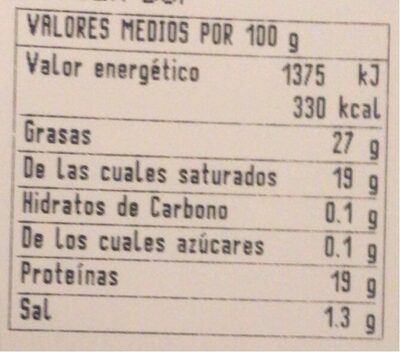 VALORES MEDIOS POR 100 g
Valor energético 1375 kJ
330 kcal
Grasas 27 g
De las cuales saturados 19 g
Hidratos de Carbono 0.1 g
De los cuales azúcares 0.1 g
Proteínas 19 g
Sal 1.3 g